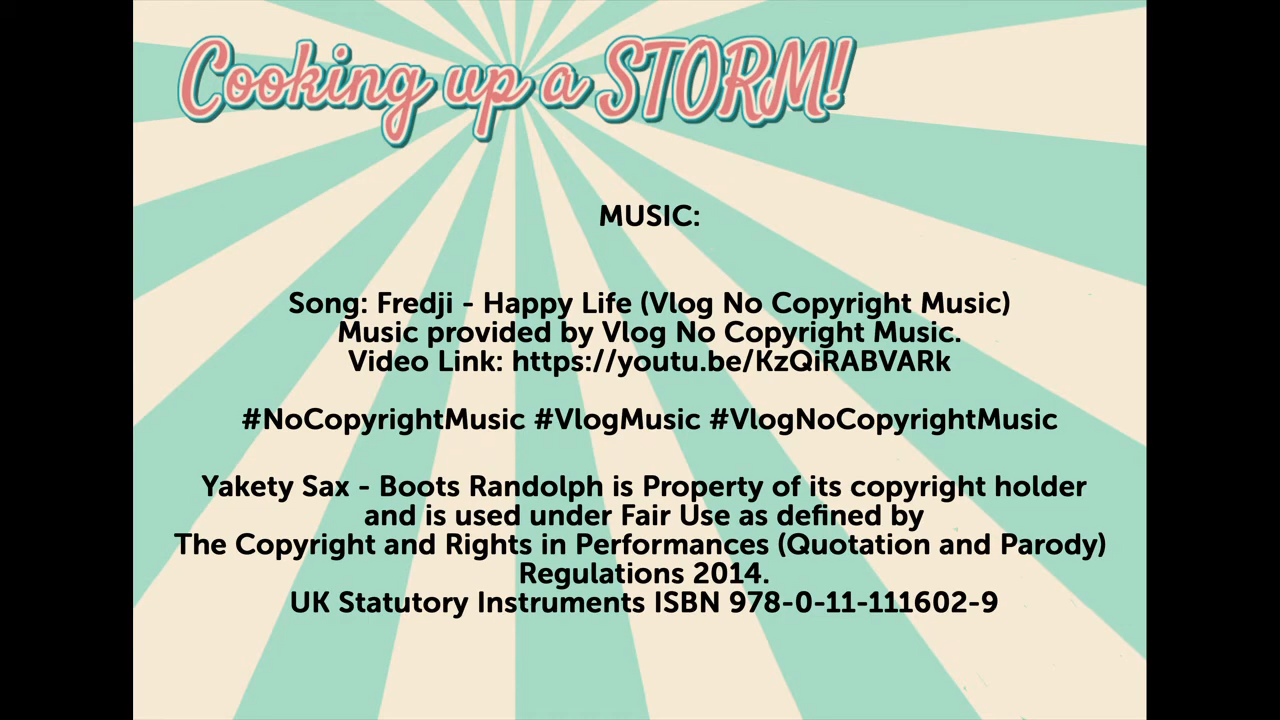 Cooking up a STORM!
MUSIC:
Song: Fredji - Happy Life (Vlog No Copyright Music)
Music provided by Vlog No Copyright Music.
Video Link: https://youtu.be/KzQiRABVARk
#NoCopyrightMusic #VlogMusic #VlogNoCopyrightMusic
Yakety Sax - Boots Randolph is Property of its copyright holder
and is used under Fair Use as defined by
The Copyright and Rights in Performances (Quotation and Parody)
Regulations 2014.
UK Statutory Instruments ISBN 978-0-11-111602-9